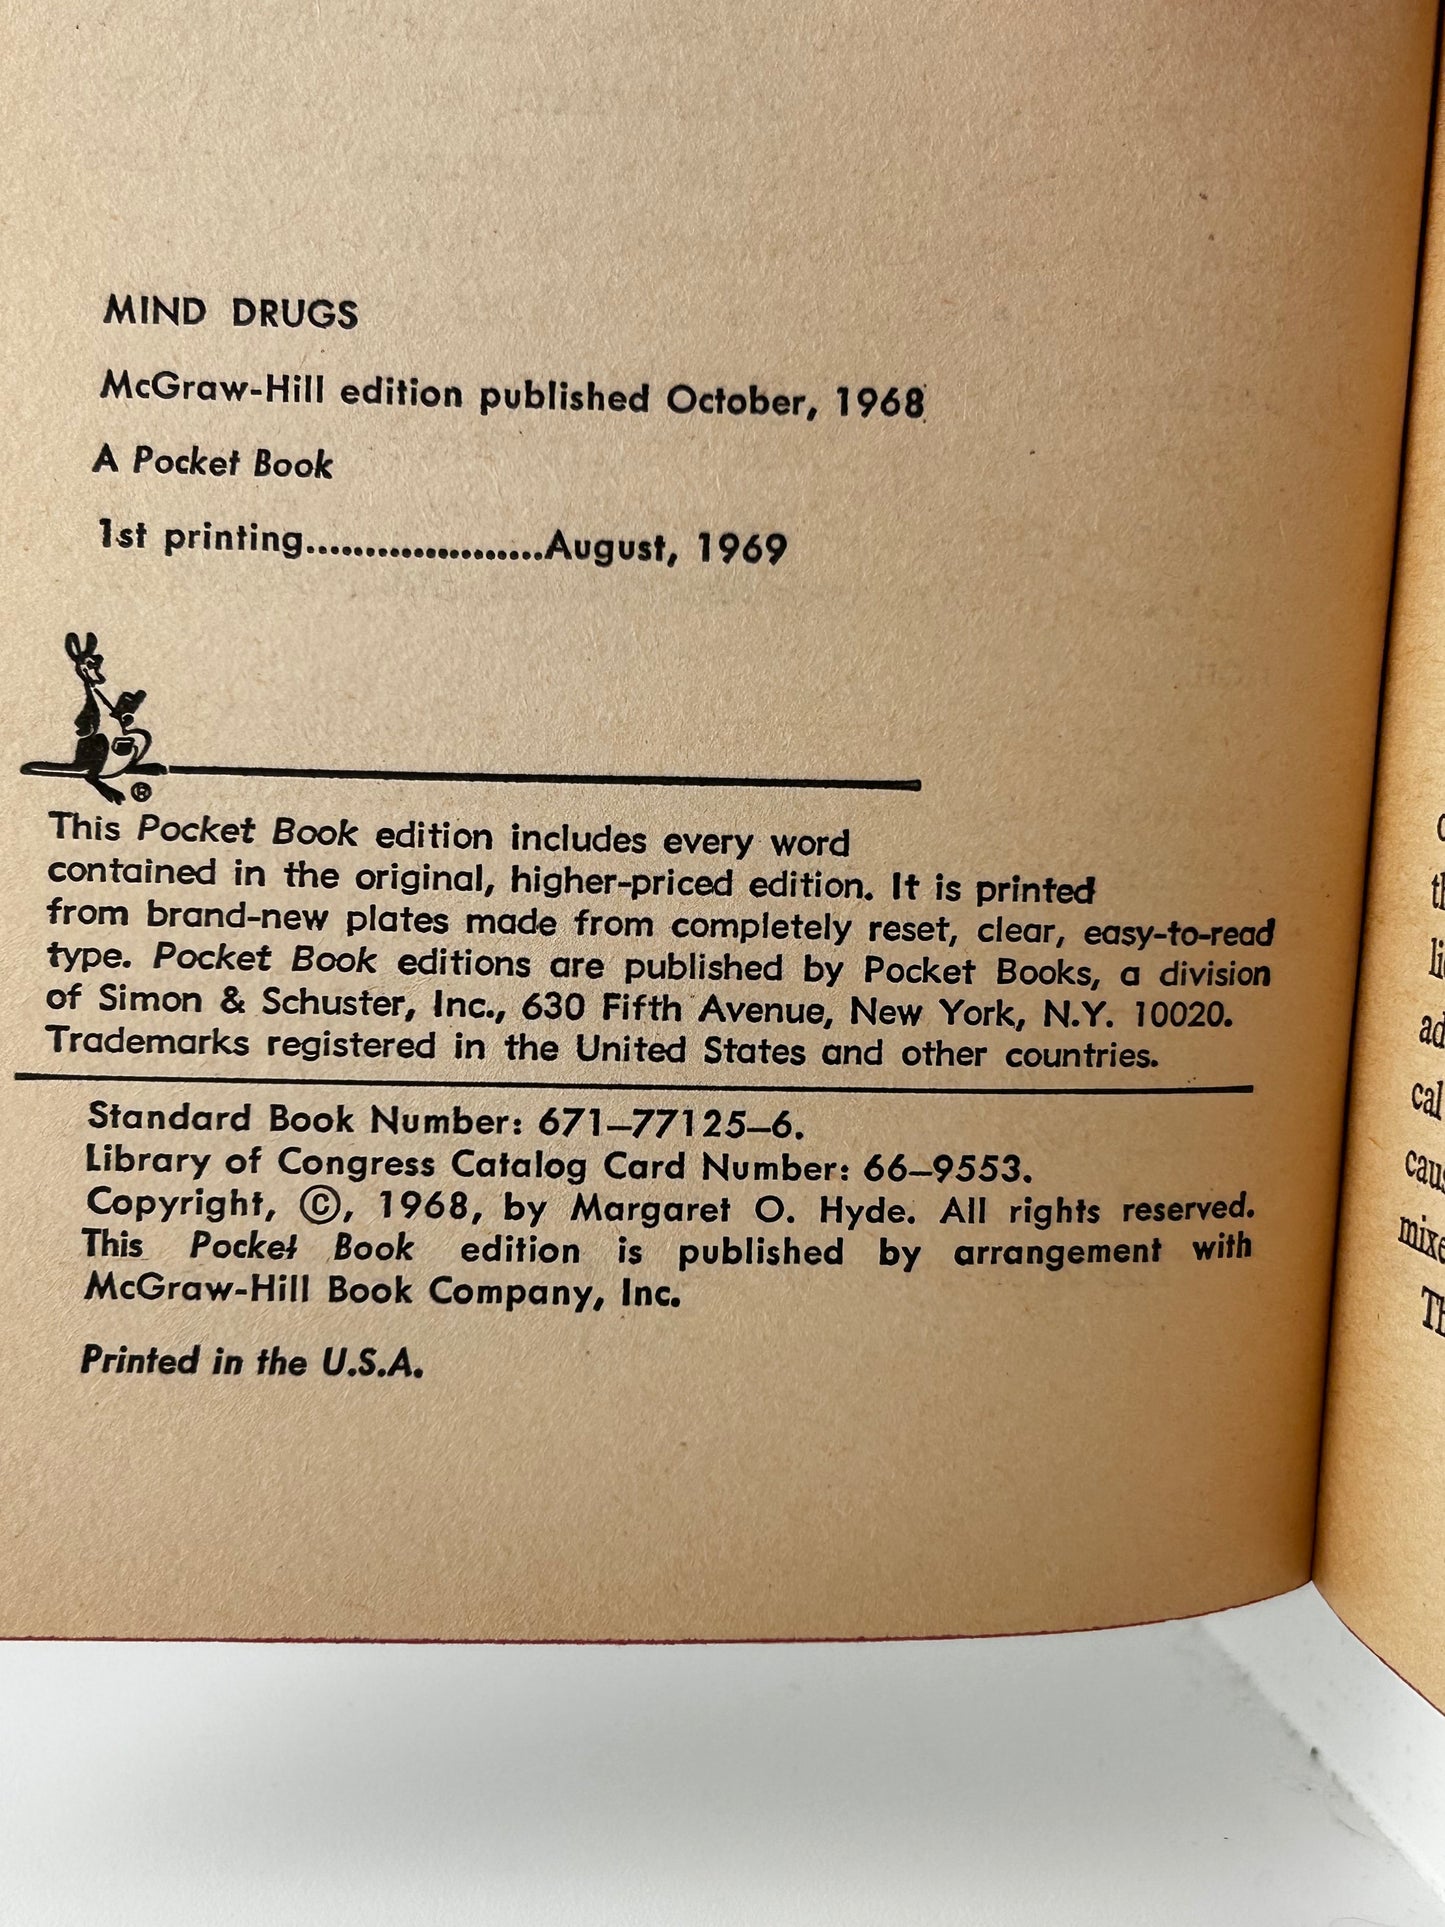 MIND DRUGS
McGraw-Hill edition published October, 1968
A Pocket Book
1st printing....................August, 1969
®
This Pocket Book edition includes every word
contained in the original, higher-priced edition. It is printed
from brand-new plates made from completely reset, clear, easy-to-read
type. Pocket Book editions are published by Pocket Books, a division
of Simon & Schuster, Inc., 630 Fifth Avenue, New York, N.Y. 10020.
Trademarks registered in the United States and other countries.
Standard Book Number: 671–77125–6.
Library of Congress Catalog Card Number: 66–9553.
Copyright, ©, 1968, by Margaret O. Hyde. All rights reserved.
This Pocket Book edition is published by arrangement with
McGraw-Hill Book Company, Inc.
Printed in the U.S.A.